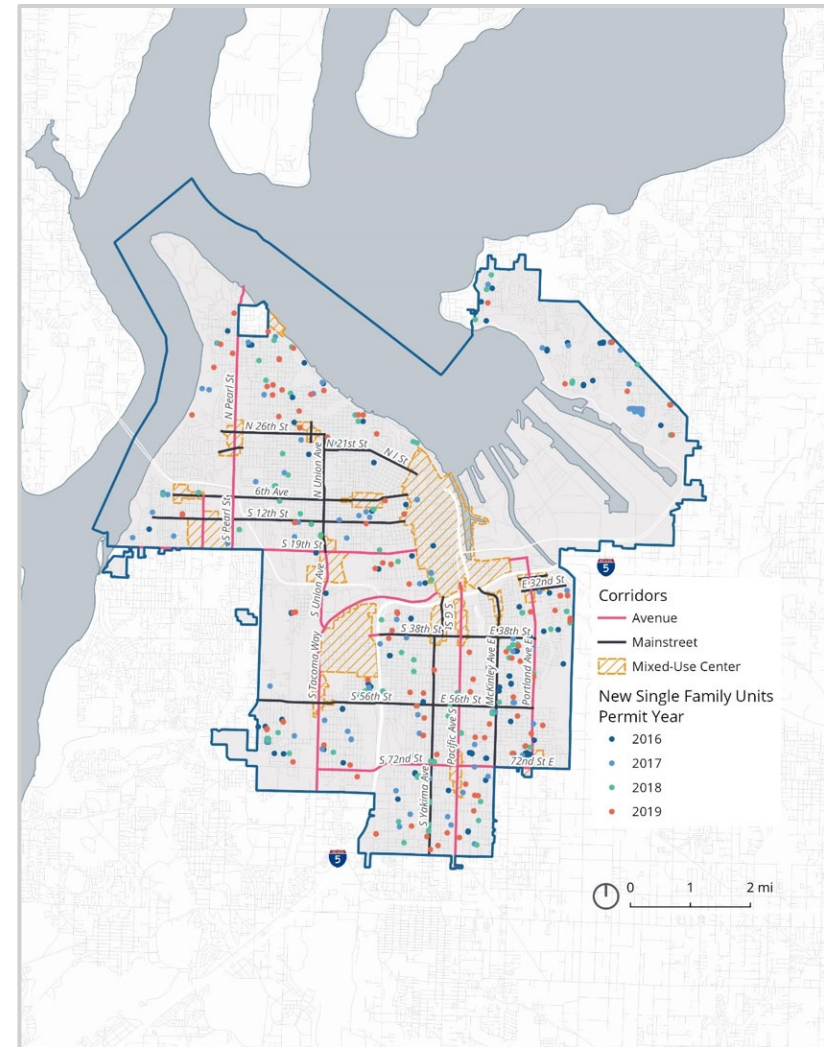 N Pearl St
N 26th St
N 21st St
N I St
N Union Ave
6th Ave
S 12th St
S Pearl St
S 19th St
5
E 32nd St
S Union Ave
S G St
S 38th St
E 38th St
S Tacoma Way
McKinley Ave E
Portland Ave E
S 56th St
E 56th St
Pacific Ave S
S 72nd St
72nd St E
S Yakima Ave
5
Corridors
Avenue
Mainstreet
Mixed-Use Center
New Single Family Units
Permit Year
2016
2017
2018
2019
0 1 2 mi